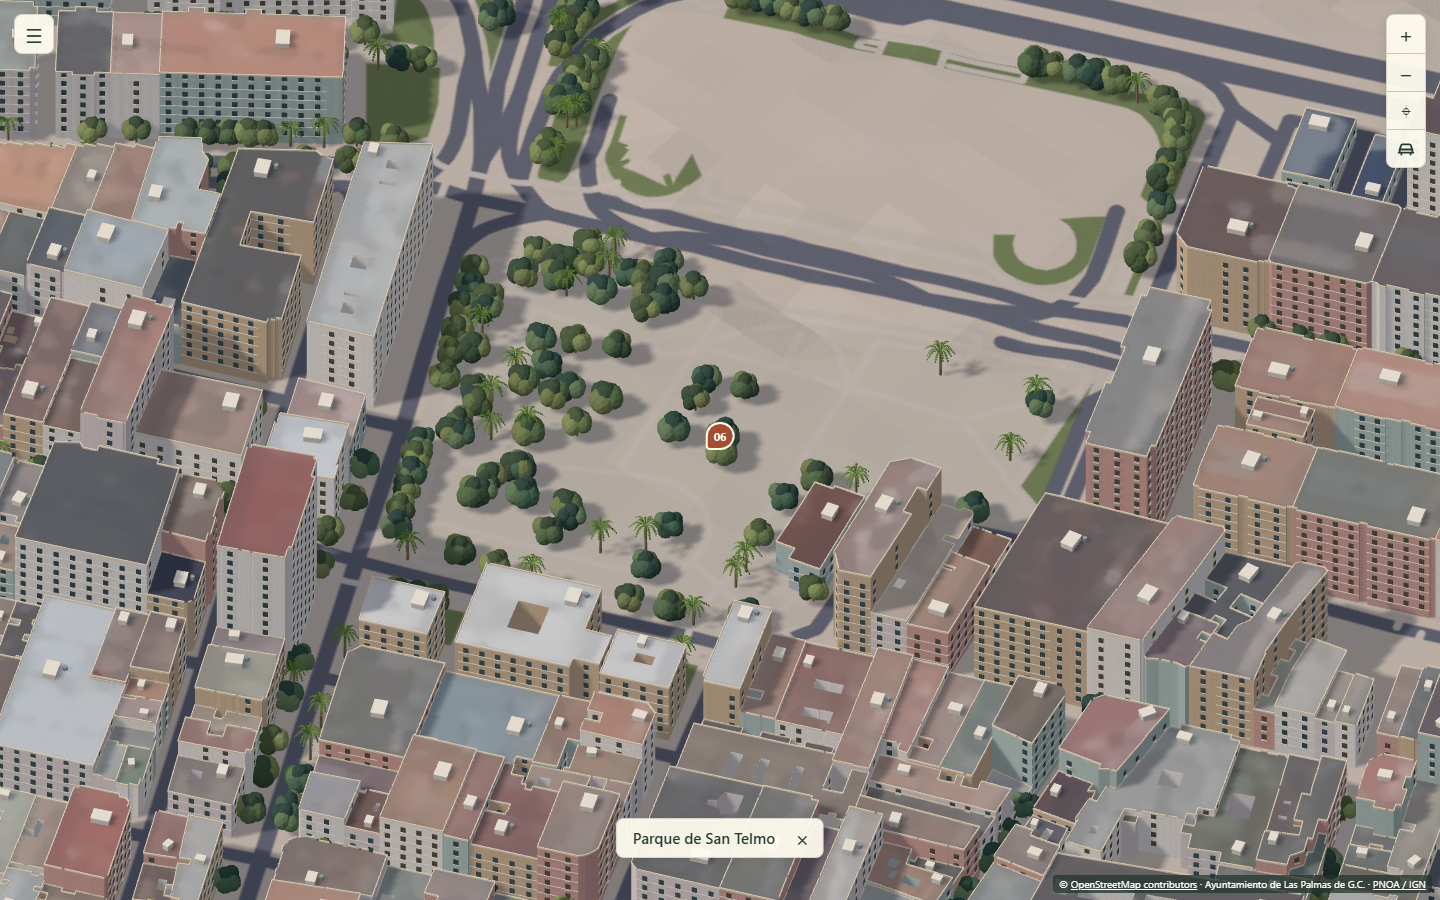 06
Parque de San Telmo
© OpenStreetMap contributors · Ayuntamiento de Las Palmas de G.C. · PNOA / IGN